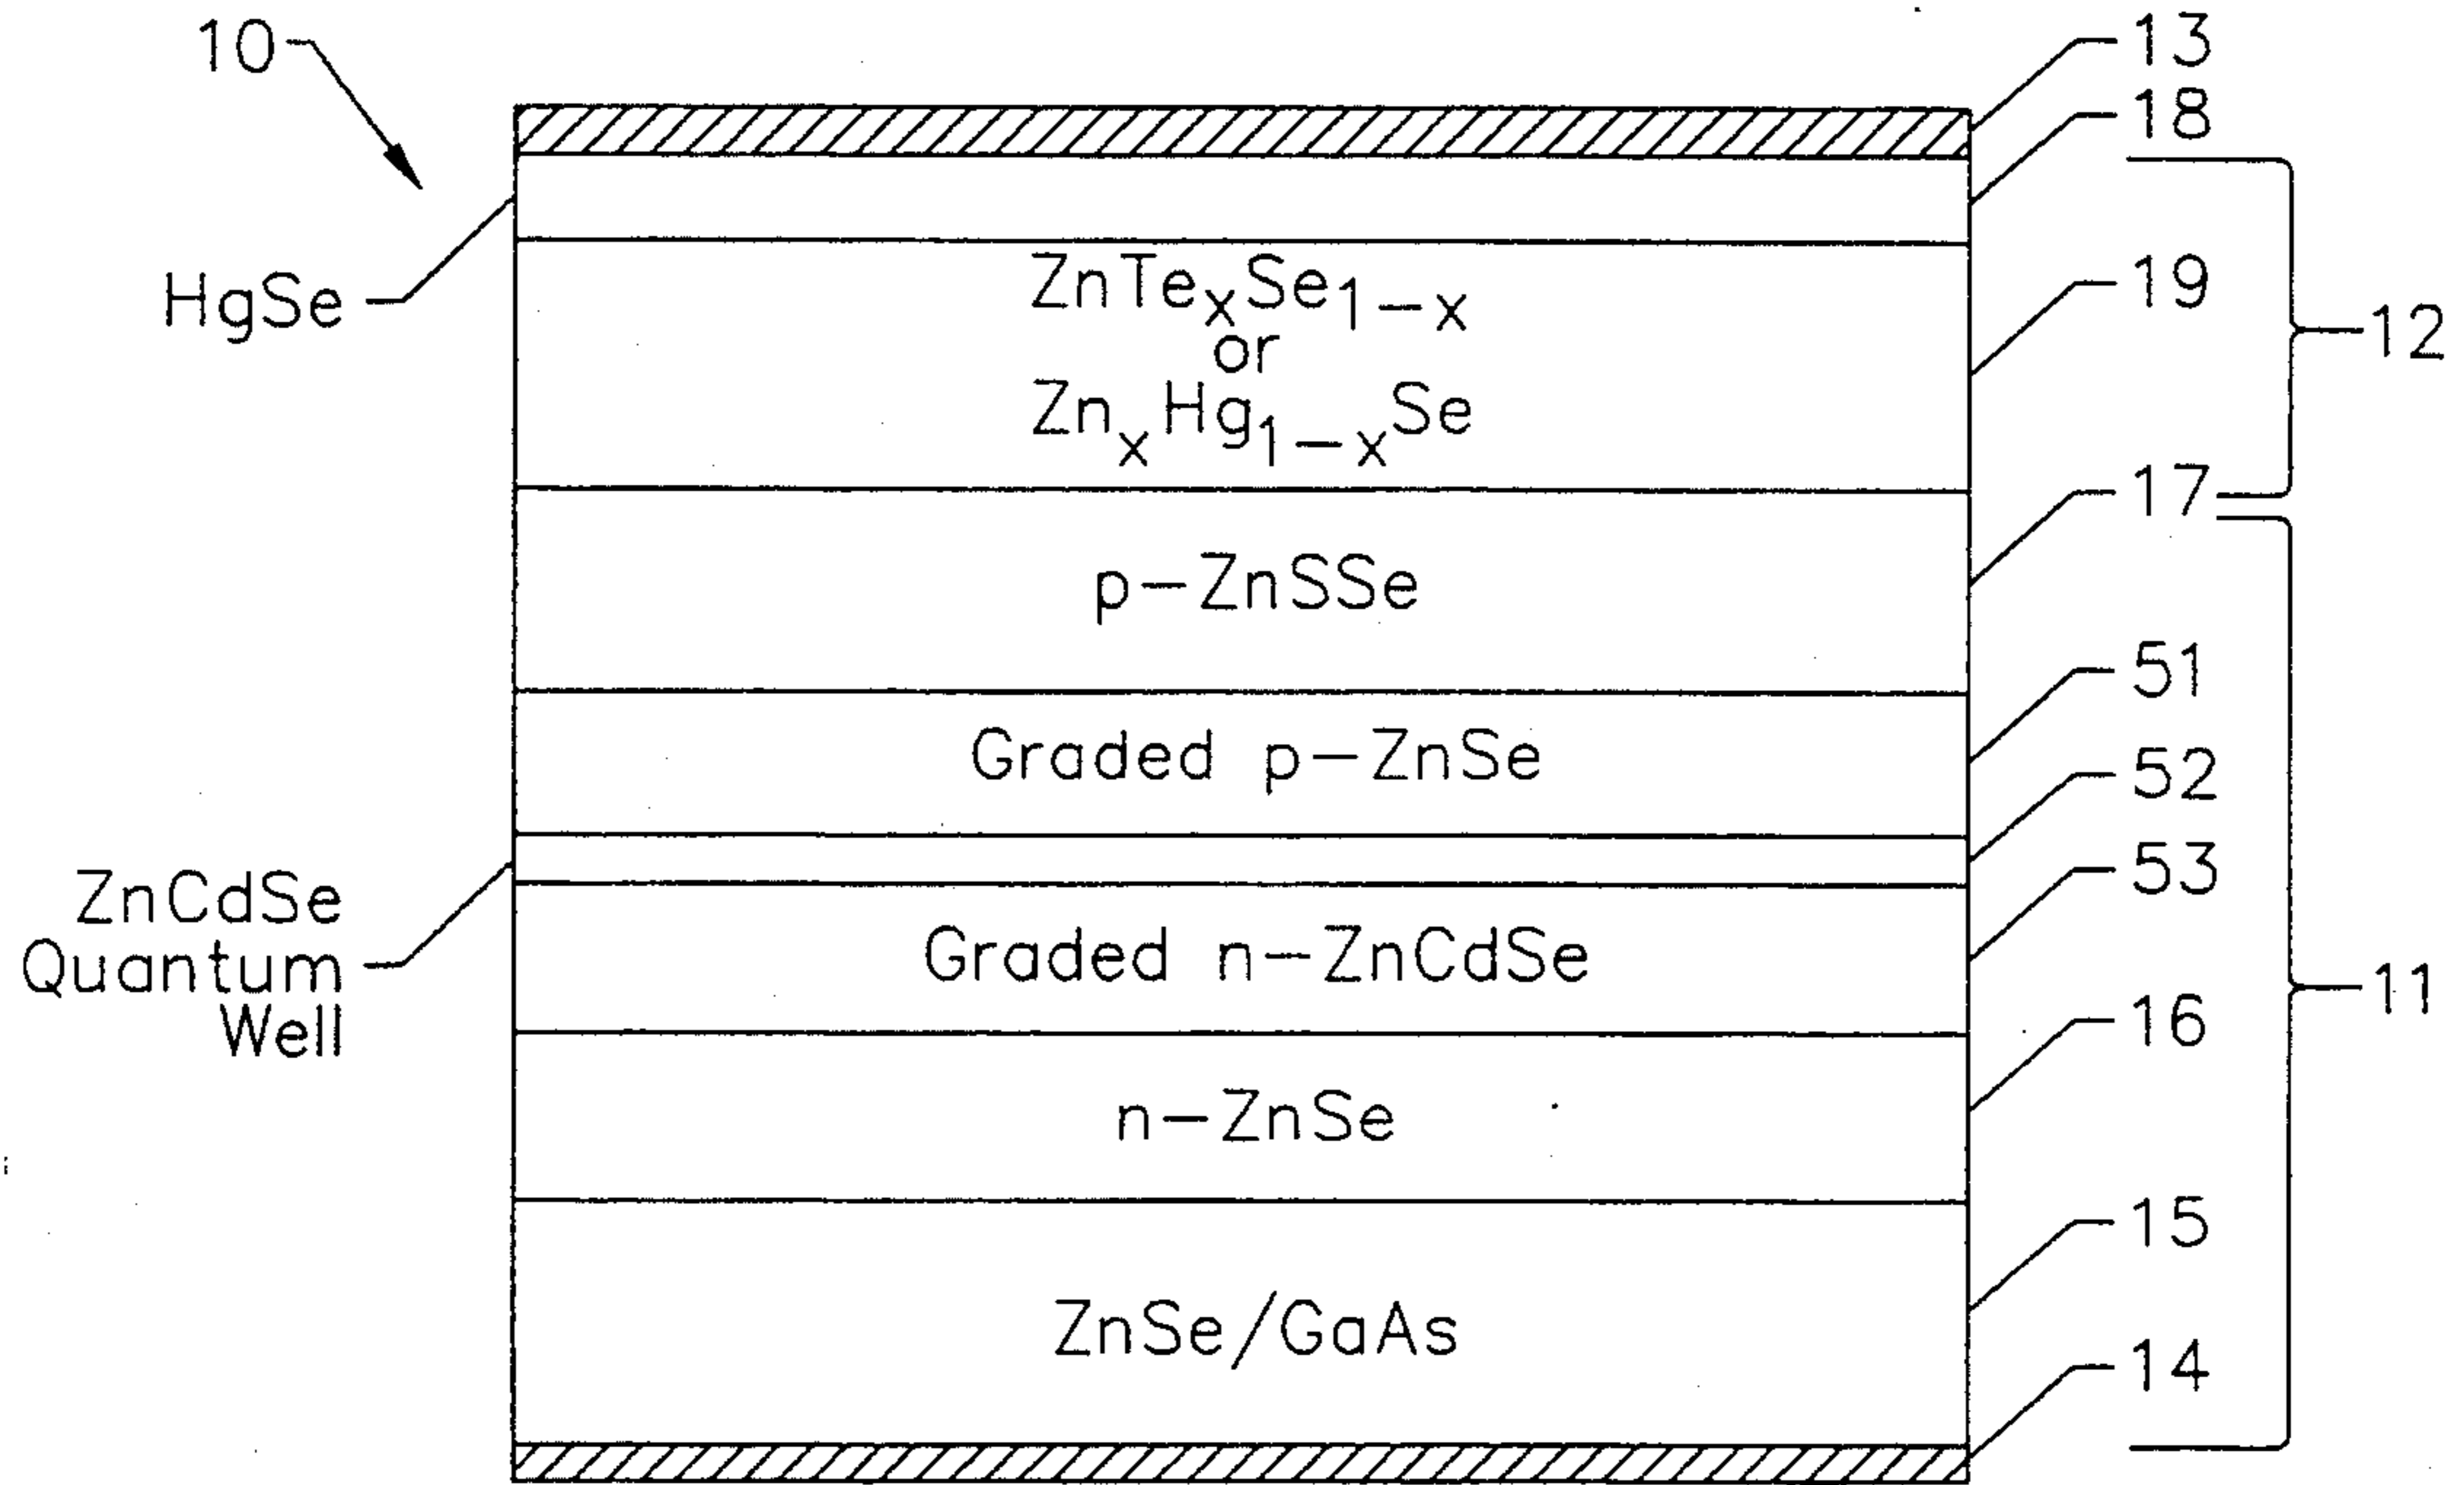 10
13
18
HgSe
ZnTeₓSe₁₋ₓ
or
ZnₓHg₁₋ₓSe
19
12
17
p-ZnSSe
51
Graded p-ZnSe
52
ZnCdSe
Quantum
Well
53
Graded n-ZnCdSe
11
16
n-ZnSe
15
ZnSe/GaAs
14